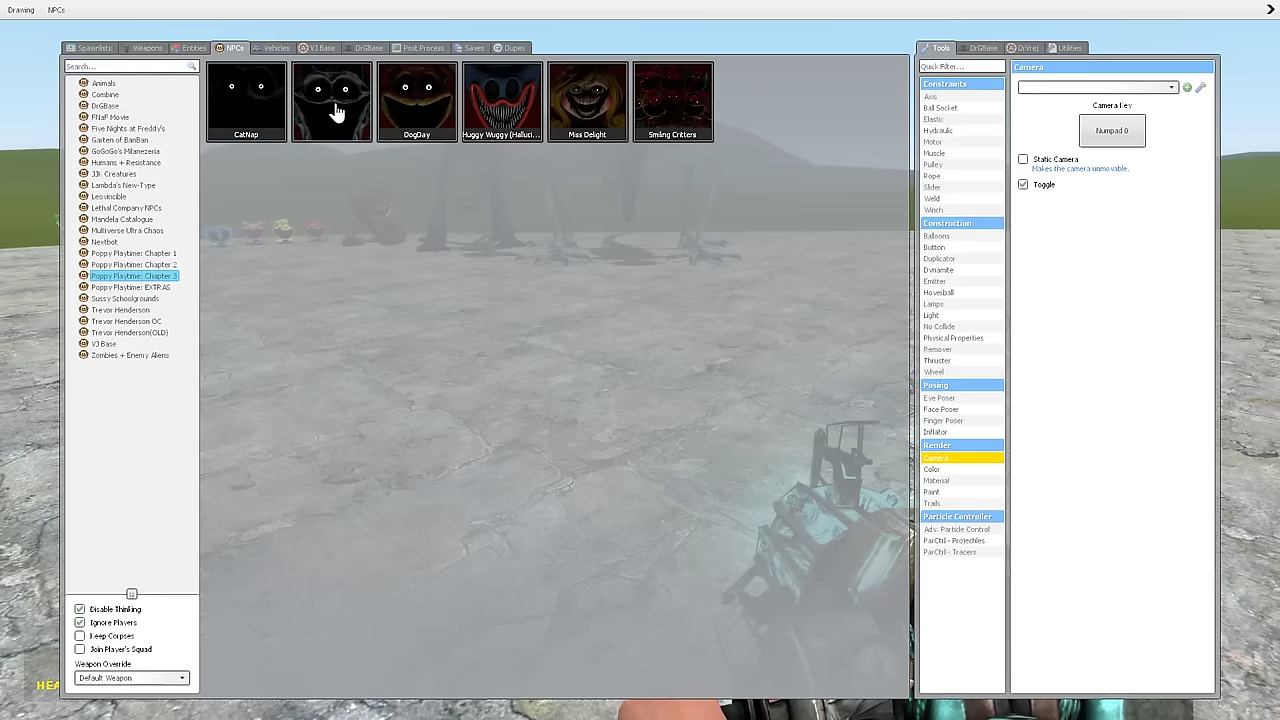 Drawing NPCs
Spawnlists Weapons Entities NPCs Vehicles VJ Base DrGBase Post Process Saves Dupes
Search...
Animals
Combine
DrGBase
FNaF Movie
Five Nights at Freddy's
Garten of BanBan
GoGoGo's Milanezeria
Humans + Resistance
JJK Creatures
Lambda's New-Type
Leovincible
Lethal Company NPCs
Mandela Catalogue
Multiverse Ultra Chaos
Nextbot
Poppy Playtime: Chapter 1
Poppy Playtime: Chapter 2
Poppy Playtime: Chapter 3
Poppy Playtime: EXTRAS
Sussy Schoolgrounds
Trevor Henderson
Trevor Henderson OC
Trevor Henderson(OLD)
VJ Base
Zombies + Enemy Aliens
Disable Thinking
Ignore Players
Keep Corpses
Join Player's Squad
Weapon Override
Default Weapon
CatNap
DogDay
Huggy Wuggy (Halluci...
Miss Delight
Smiling Critters
Tools DrGBase DrVrej Utilities
Quick Filter...
Constraints
Axis
Ball Socket
Elastic
Hydraulic
Motor
Muscle
Pulley
Rope
Slider
Weld
Winch
Construction
Balloons
Button
Duplicator
Dynamite
Emitter
Hoverball
Lamps
Light
No Collide
Physical Properties
Remover
Thruster
Wheel
Posing
Eye Poser
Face Poser
Finger Poser
Inflator
Render
Camera
Color
Material
Paint
Trails
Particle Controller
Adv. Particle Control
ParCtrl - Projectiles
ParCtrl - Tracers
Camera
Camera Key
Numpad 0
Static Camera
Makes the camera unmovable.
Toggle